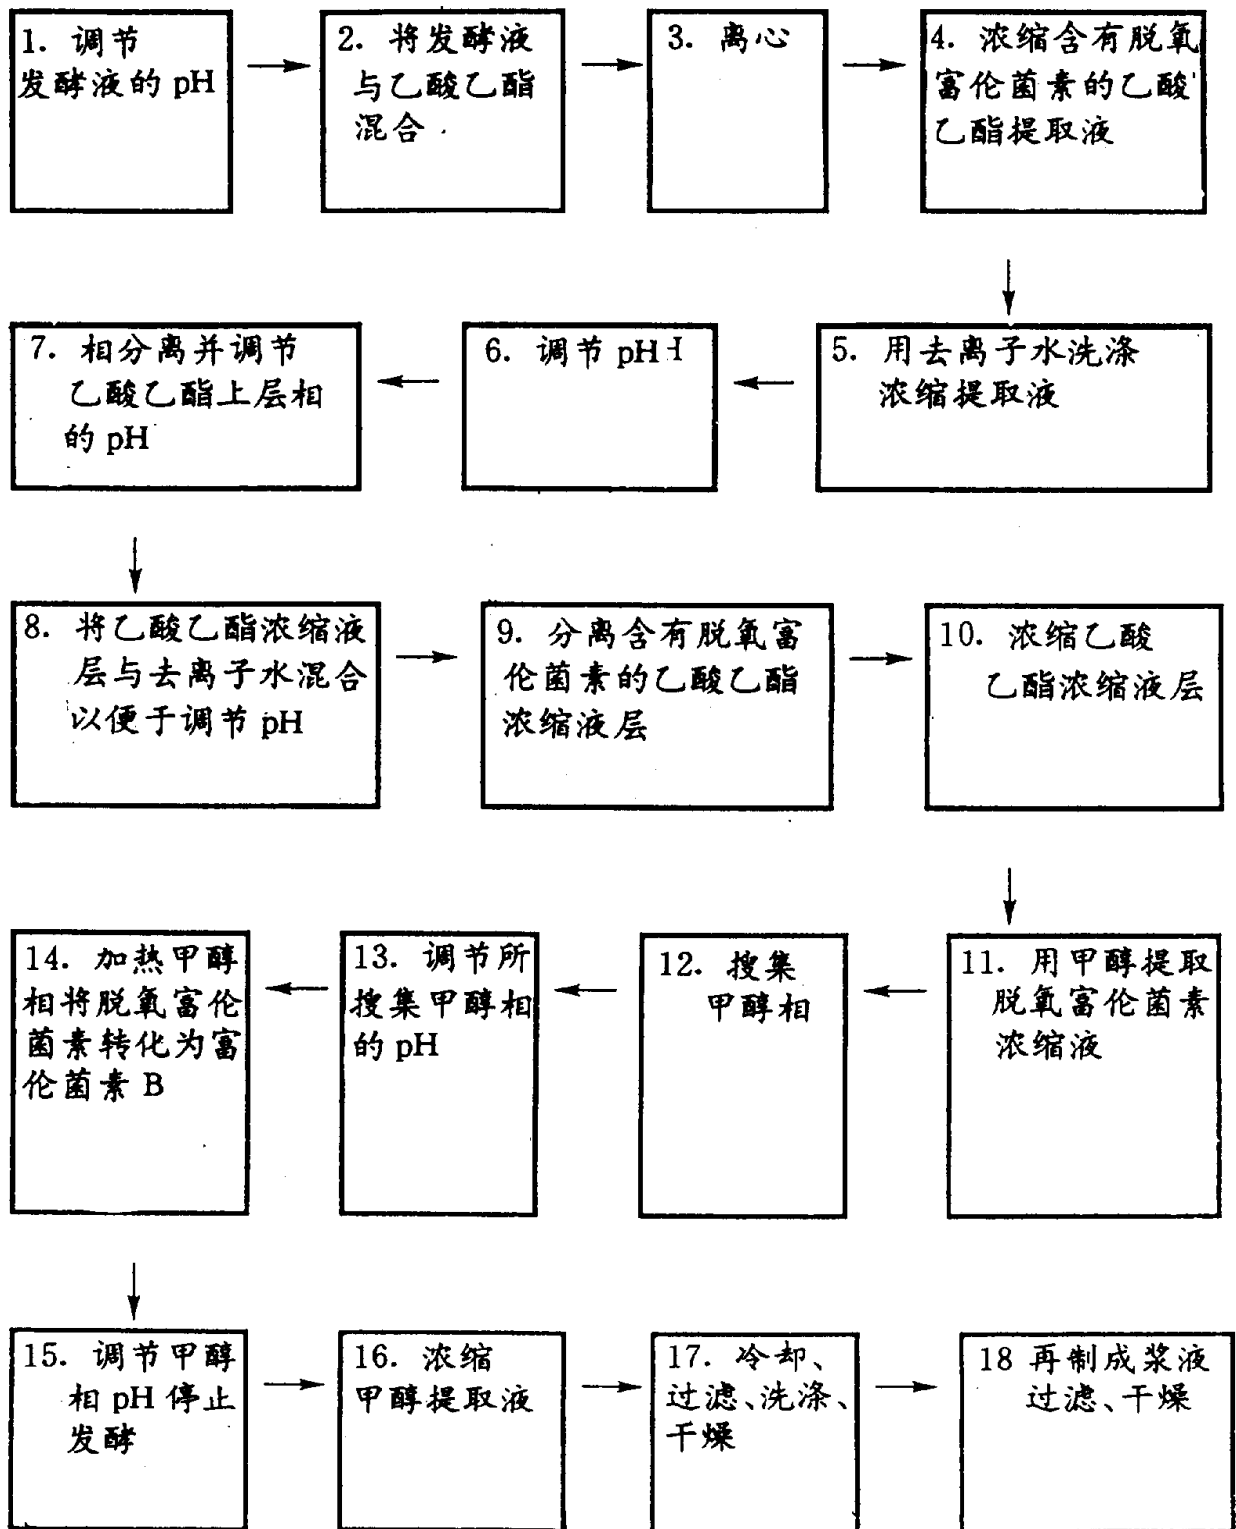 1. 调节
发酵液的 pH
2. 将发酵液
与乙酸乙酯
混合
3. 离心
4. 浓缩含有脱氧
富伦菌素的乙酸
乙酯提取液
5. 用去离子水洗涤
浓缩提取液
6. 调节 pH
7. 相分离并调节
乙酸乙酯上层相
的 pH
8. 将乙酸乙酯浓缩液
层与去离子水混合
以便于调节 pH
9. 分离含有脱氧富
伦菌素的乙酸乙酯
浓缩液层
10. 浓缩乙酸
乙酯浓缩液层
11. 用甲醇提取
脱氧富伦菌素
浓缩液
12. 搜集
甲醇相
13. 调节所
搜集甲醇相
的 pH
14. 加热甲醇
相将脱氧富伦
菌素转化为富
伦菌素 B
15. 调节甲醇
相 pH 停止
发酵
16. 浓缩
甲醇提取液
17. 冷却、
过滤、洗涤、
干燥
18 再制成浆液
过滤、干燥